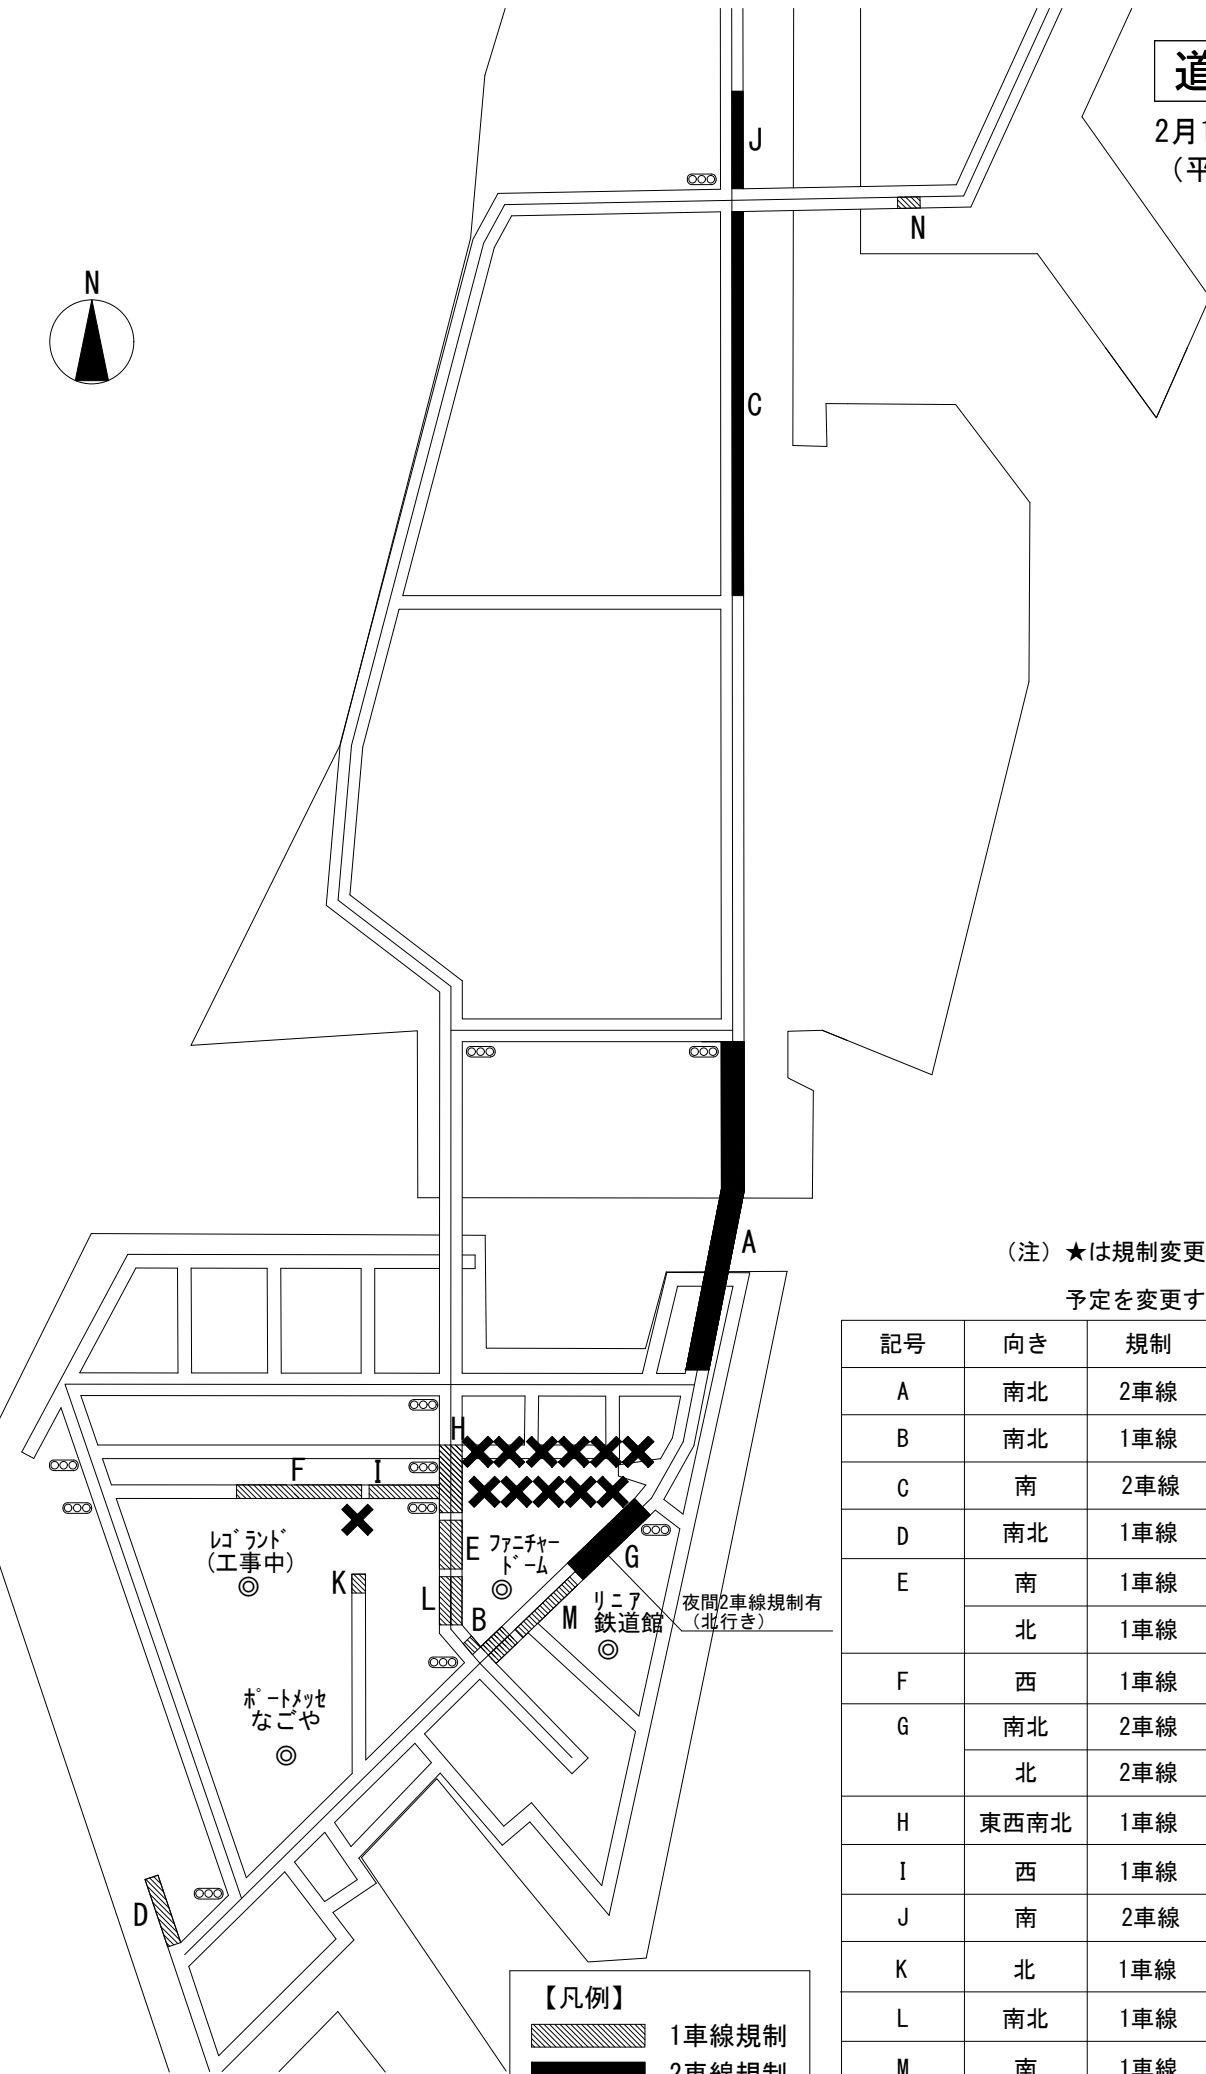 道
2月1
（平
J
N
N
C
A
（注）★は規制変更
予定を変更す
H
F
I
レゴランド
（工事中）
K
E
ファニチャー
ドーム
G
L
B
M
リニア
鉄道館
夜間2車線規制有
（北行き）
ポートメッセ
なごや
D
【凡例】
1車線規制
2車線規制
記号 向き 規制
A 南北 2車線
B 南北 1車線
C 南 2車線
D 南北 1車線
E 南 1車線
北 1車線
F 西 1車線
G 南北 2車線
北 2車線
H 東西南北 1車線
I 西 1車線
J 南 2車線
K 北 1車線
L 南北 1車線
M 南 1車線